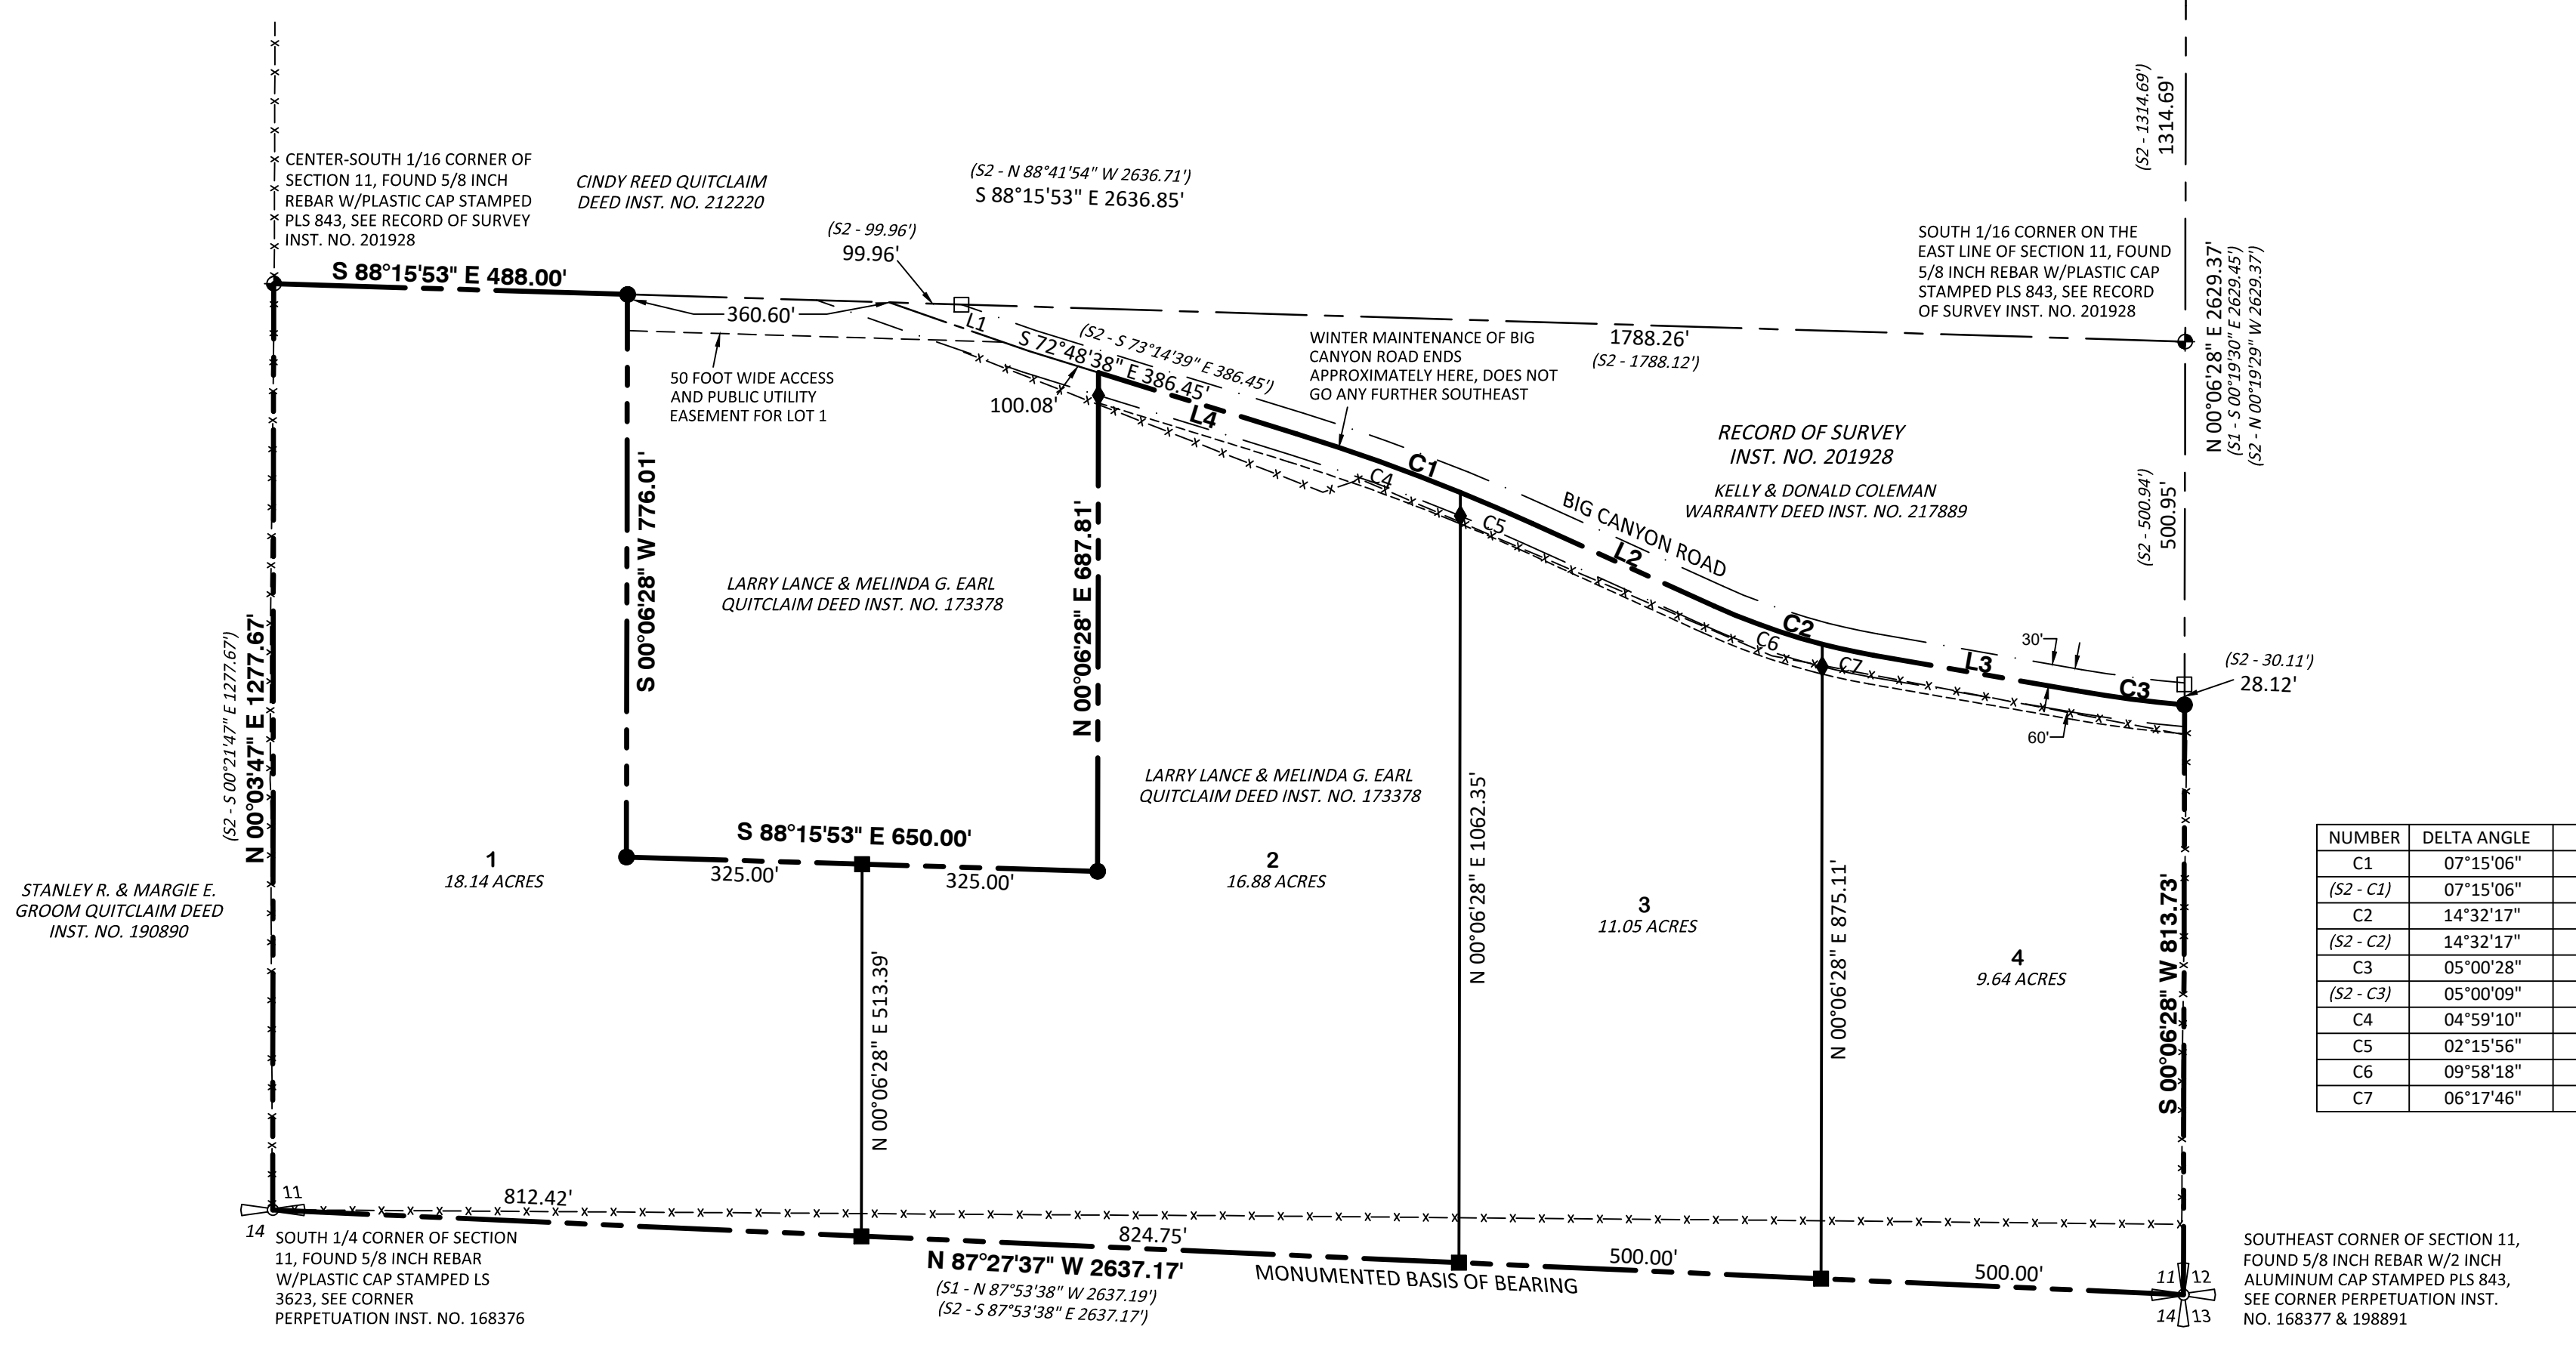 (S2 - 1314.69')
1314.69'
CENTER-SOUTH 1/16 CORNER OF
SECTION 11, FOUND 5/8 INCH
REBAR W/PLASTIC CAP STAMPED
PLS 843, SEE RECORD OF SURVEY
INST. NO. 201928
CINDY REED QUITCLAIM
DEED INST. NO. 212220
(S2 - N 88°41'54" W 2636.71')
S 88°15'53" E 2636.85'
(S2 - 99.96')
99.96'
SOUTH 1/16 CORNER ON THE
EAST LINE OF SECTION 11, FOUND
5/8 INCH REBAR W/PLASTIC CAP
STAMPED PLS 843, SEE RECORD
OF SURVEY INST. NO. 201928
N 00°06'28" E 2629.37'
(S1 - S 00°19'30" E 2629.45')
(S2 - N 00°19'29" W 2629.37')
S 88°15'53" E 488.00'
360.60'
L1
(S2 - S 73°14'39" E 386.45')
S 72°48'38" E 386.45'
WINTER MAINTENANCE OF BIG
CANYON ROAD ENDS
APPROXIMATELY HERE, DOES NOT
GO ANY FURTHER SOUTHEAST
1788.26'
(S2 - 1788.12')
50 FOOT WIDE ACCESS
AND PUBLIC UTILITY
EASEMENT FOR LOT 1
100.08'
L4
C1
C4
C5
RECORD OF SURVEY
INST. NO. 201928
KELLY & DONALD COLEMAN
WARRANTY DEED INST. NO. 217889
BIG CANYON ROAD
L2
(S2 - 500.94')
500.95'
S 00°06'28" W 776.01'
LARRY LANCE & MELINDA G. EARL
QUITCLAIM DEED INST. NO. 173378
N 00°06'28" E 687.81'
C2
C6
C7
L3
30'
C3
60'
(S2 - 30.11')
28.12'
(S2 - S 00°21'47" E 1277.67')
N 00°03'47" E 1277.67'
LARRY LANCE & MELINDA G. EARL
QUITCLAIM DEED INST. NO. 173378
N 00°06'28" E 1062.35'
N 00°06'28" E 875.11'
S 00°06'28" W 813.73'
S 88°15'53" E 650.00'
325.00'
325.00'
1
18.14 ACRES
2
16.88 ACRES
3
11.05 ACRES
4
9.64 ACRES
STANLEY R. & MARGIE E.
GROOM QUITCLAIM DEED
INST. NO. 190890
N 00°06'28" E 513.39'
NUMBER DELTA ANGLE
C1 07°15'06"
(S2 - C1) 07°15'06"
C2 14°32'17"
(S2 - C2) 14°32'17"
C3 05°00'28"
(S2 - C3) 05°00'09"
C4 04°59'10"
C5 02°15'56"
C6 09°58'18"
C7 06°17'46"
11
14
812.42'
824.75'
500.00'
500.00'
SOUTH 1/4 CORNER OF SECTION
11, FOUND 5/8 INCH REBAR
W/PLASTIC CAP STAMPED LS
3623, SEE CORNER
PERPETUATION INST. NO. 168376
N 87°27'37" W 2637.17'
(S1 - N 87°53'38" W 2637.19')
(S2 - S 87°53'38" E 2637.17')
MONUMENTED BASIS OF BEARING
11 12
14 13
SOUTHEAST CORNER OF SECTION 11,
FOUND 5/8 INCH REBAR W/2 INCH
ALUMINUM CAP STAMPED PLS 843,
SEE CORNER PERPETUATION INST.
NO. 168377 & 198891